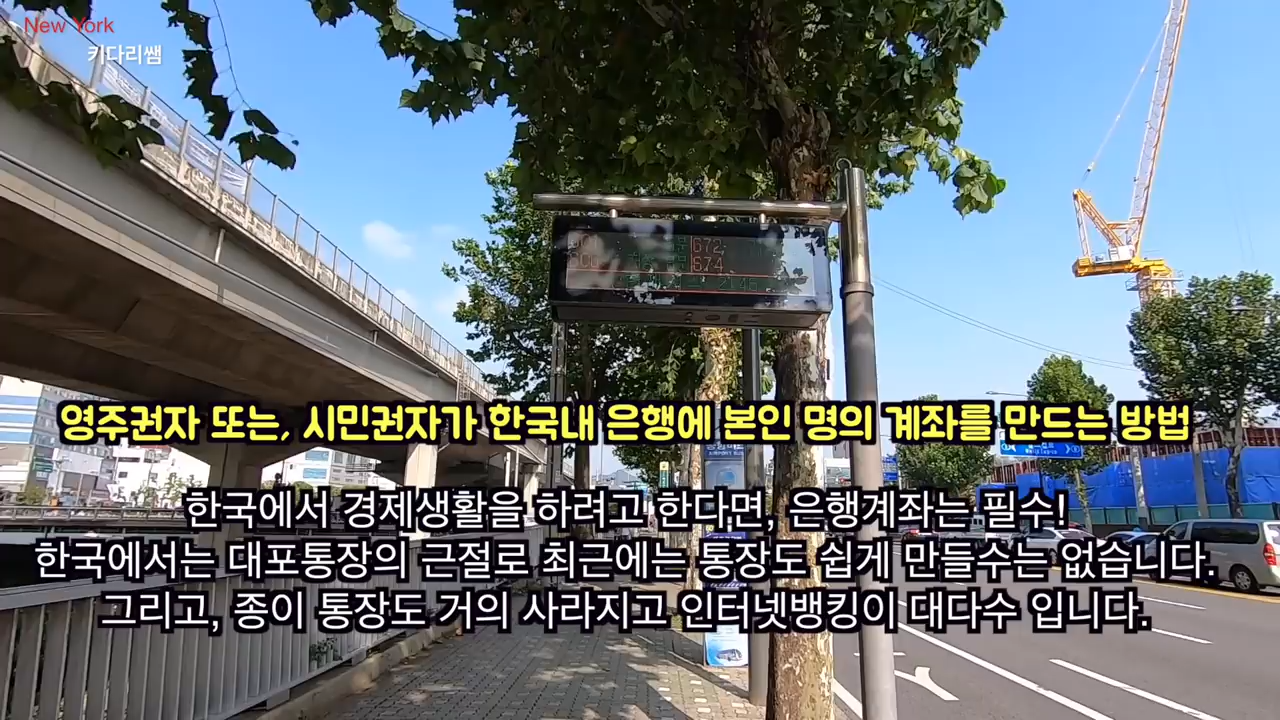 New York
키다리쌤
672
674
영주권자 또는, 시민권자가 한국내 은행에 본인 명의 계좌를 만드는 방법
한국에서 경제생활을 하려고 한다면, 은행계좌는 필수!
한국에서는 대포통장의 근절로 최근에는 통장도 쉽게 만들수는 없습니다.
그리고, 종이 통장도 거의 사라지고 인터넷뱅킹이 대다수 입니다.